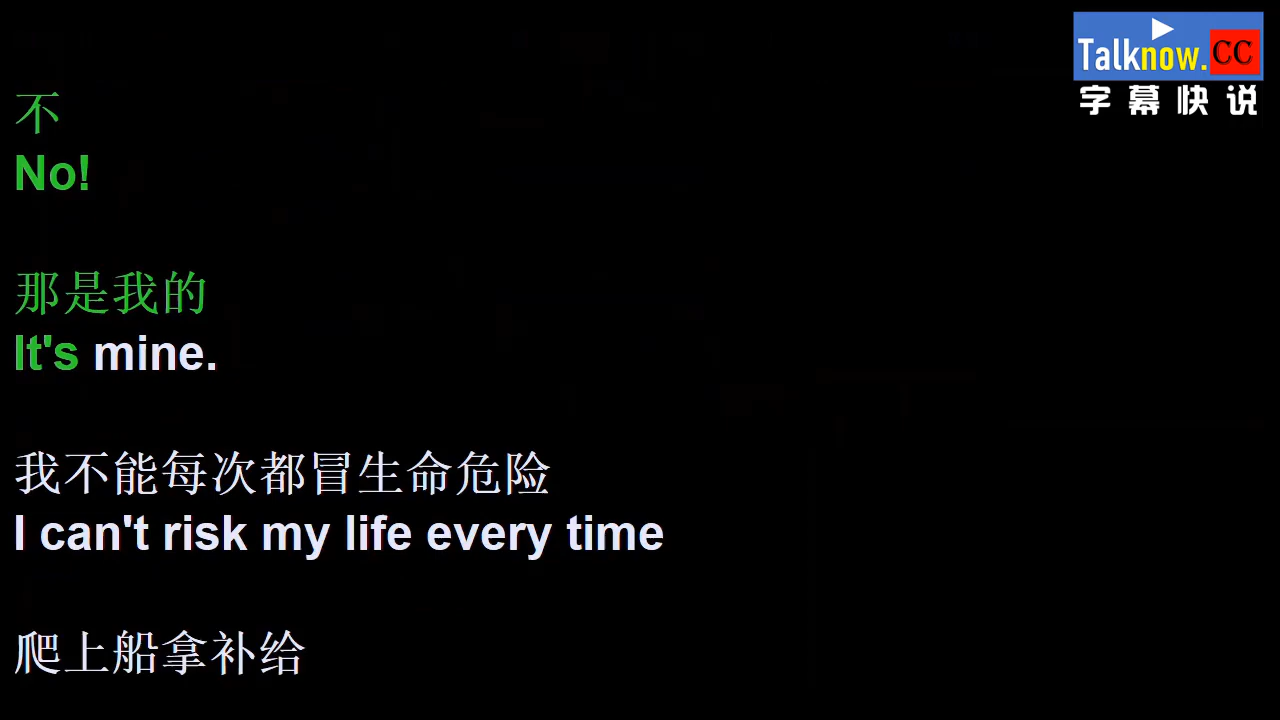 Talknow.CC
字幕快说
不
No!
那是我的
It's mine.
我不能每次都冒生命危险
I can't risk my life every time
爬上船拿补给